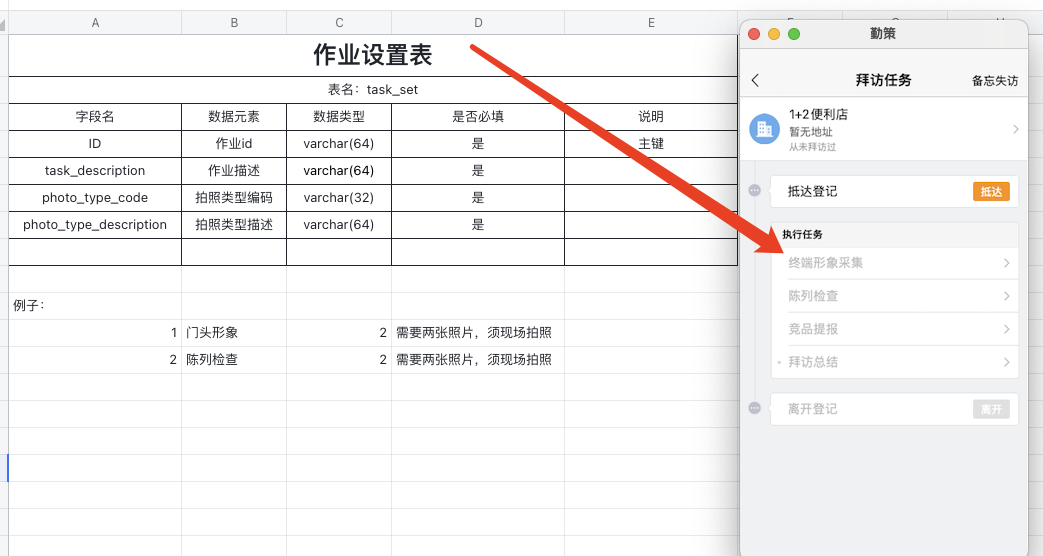 A B C D E
作业设置表
表名：task_set
字段名 数据元素 数据类型 是否必填 说明
ID 作业id varchar(64) 是 主键
task_description 作业描述 varchar(64) 是
photo_type_code 拍照类型编码 varchar(32) 是
photo_type_description 拍照类型描述 varchar(64) 是
例子：
1 门头形象 2 需要两张照片，须现场拍照
2 陈列检查 2 需要两张照片，须现场拍照
勤策
拜访任务 备忘失访
1+2便利店
暂无地址
从未拜访过
抵达登记 抵达
执行任务
终端形象采集
陈列检查
竞品提报
拜访总结
离开登记 离开